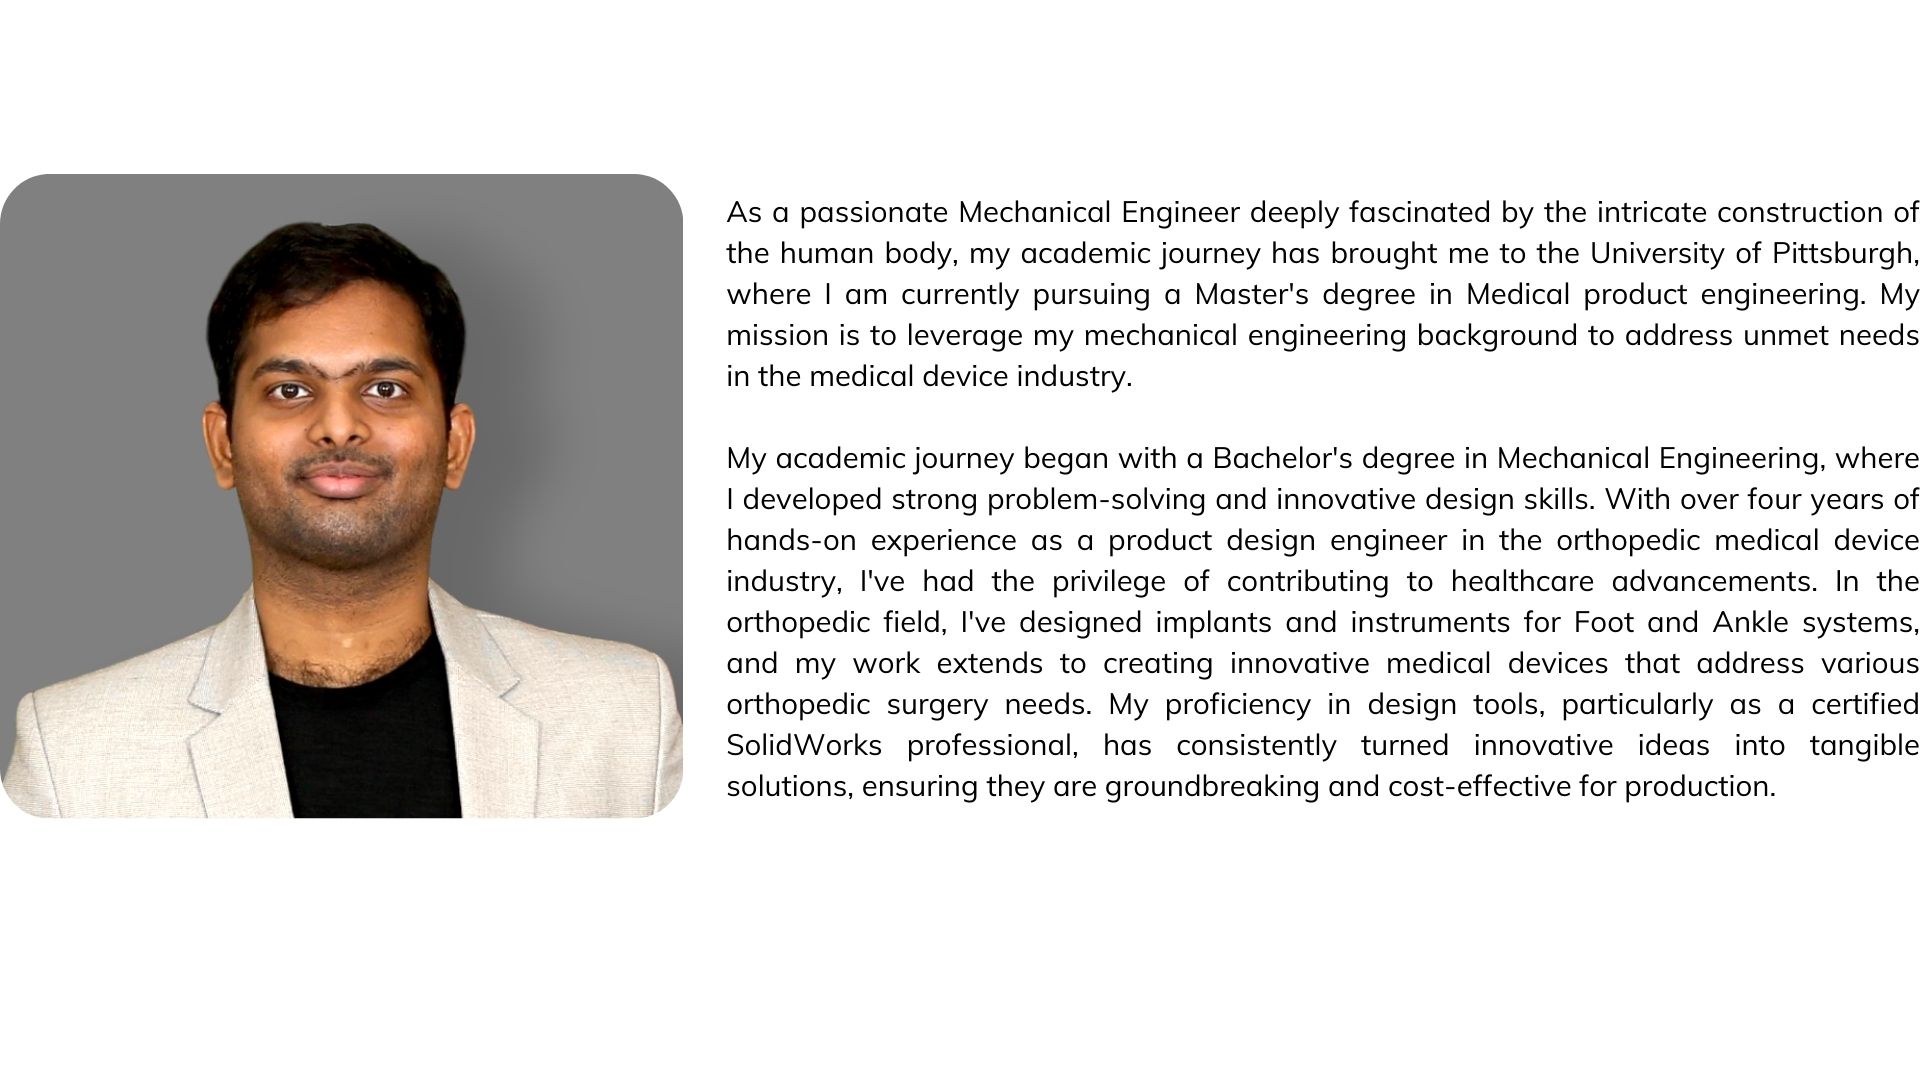 As a passionate Mechanical Engineer deeply fascinated by the intricate construction of
the human body, my academic journey has brought me to the University of Pittsburgh,
where I am currently pursuing a Master's degree in Medical product engineering. My
mission is to leverage my mechanical engineering background to address unmet needs
in the medical device industry.
My academic journey began with a Bachelor's degree in Mechanical Engineering, where
I developed strong problem-solving and innovative design skills. With over four years of
hands-on experience as a product design engineer in the orthopedic medical device
industry, I've had the privilege of contributing to healthcare advancements. In the
orthopedic field, I've designed implants and instruments for Foot and Ankle systems,
and my work extends to creating innovative medical devices that address various
orthopedic surgery needs. My proficiency in design tools, particularly as a certified
SolidWorks professional, has consistently turned innovative ideas into tangible
solutions, ensuring they are groundbreaking and cost-effective for production.